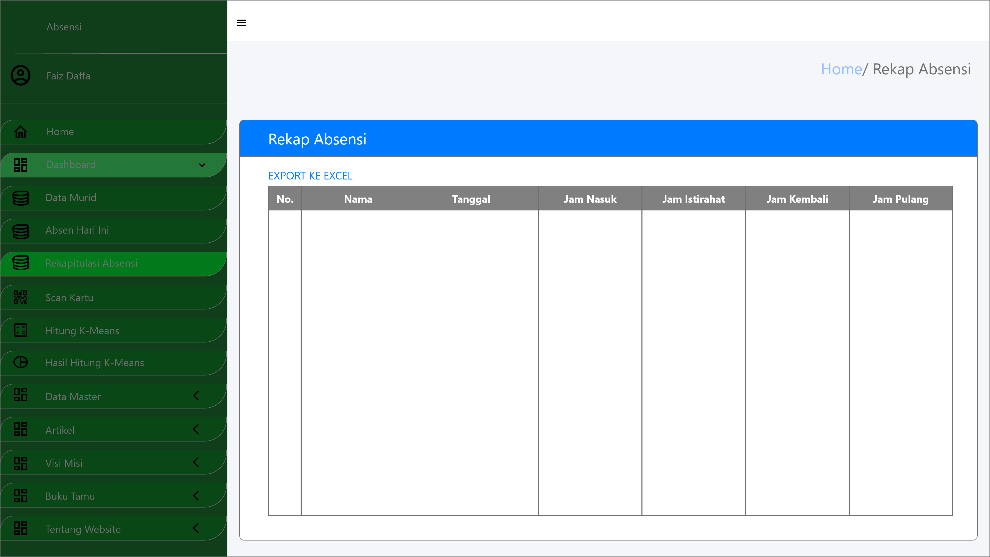 Absensi
Faiz Daffa
Home
Dashboard
Data Murid
Absen Hari Ini
Rekapitulasi Absensi
Scan Kartu
Hitung K-Means
Hasil Hitung K-Means
Data Master
Artikel
Visi Misi
Buku Tamu
Tentang Website
Home/ Rekap Absensi
Rekap Absensi
EXPORT KE EXCEL
No. Nama Tanggal Jam Nasuk Jam Istirahat Jam Kembali Jam Pulang